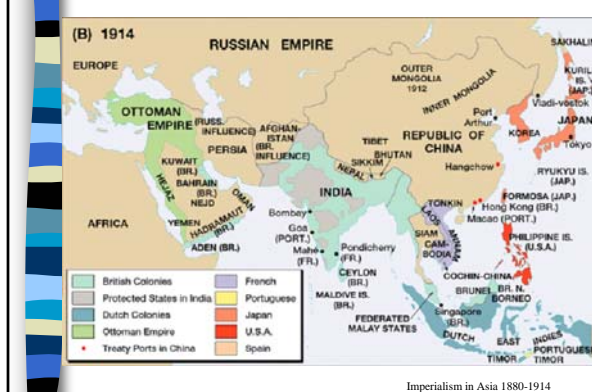 (B) 1914
RUSSIAN EMPIRE
SAKHALIN
EUROPE
KURIL
IS.
(JAP.)
OUTER
MONGOLIA
1912
INNER MONGOLIA
Vladi-vostok
Port
Arthur
JAPAN
KOREA
Tokyo
OTTOMAN
EMPIRE
(RUSS.
INFLUENCE)
PERSIA
AFGHAN-
ISTAN
(BR.
INFLUENCE)
TIBET
REPUBLIC OF
CHINA
BHUTAN
SIKKIM
NEPAL
Hangchow
RYUKYU IS.
(JAP.)
KUWAIT
(BR.)
BAHRAIN
(BR.)
NEJD
HEJAZ
OMAN
INDIA
FORMOSA (JAP.)
TONKIN
Hong Kong (BR.)
Macao (PORT.)
AFRICA
YEMEN
HADRAMAUT
(BR.)
ADEN (BR.)
Bombay
Goa
(PORT.)
Mahé
(FR.)
Pondicherry
(FR.)
CEYLON
(BR.)
MALDIVE IS.
(BR.)
LAOS
ANNAM
SIAM
CAM-
BODIA
PHILIPPINE IS.
(U.S.A.)
COCHIN-CHINA
BRUNEI
BR. N.
BORNEO
FEDERATED
MALAY STATES
Singapore
(BR.)
DUTCH EAST INDIES
PORTUGUESE
TIMOR
TIMOR
British Colonies
Protected States in India
Dutch Colonies
Ottoman Empire
Treaty Ports in China
French
Portuguese
Japan
U.S.A.
Spain
Imperialism in Asia 1880-1914